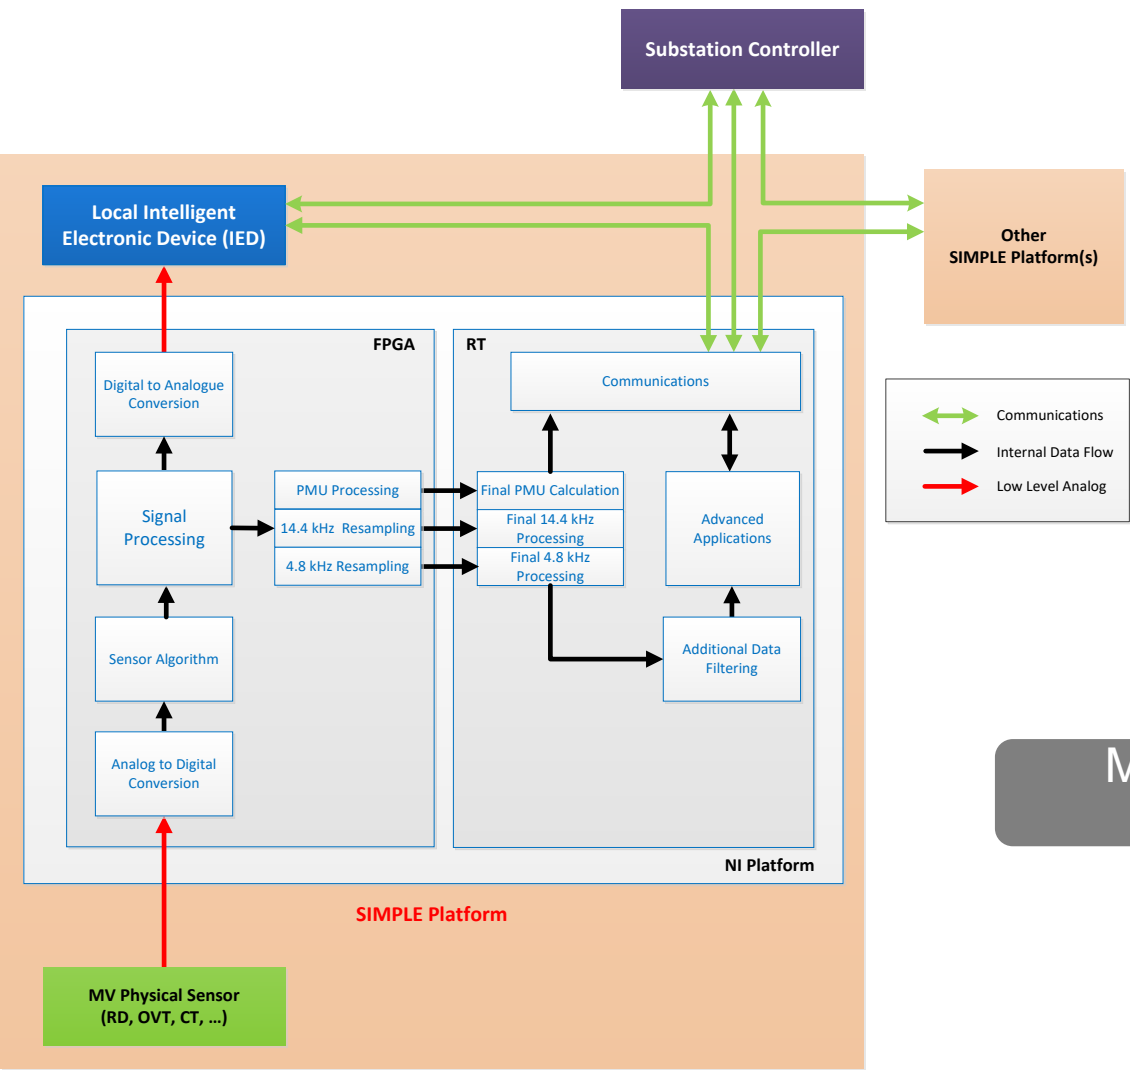 Substation Controller
Local Intelligent
Electronic Device (IED)
Other
SIMPLE Platform(s)
FPGA
RT
Digital to Analogue
Conversion
Communications
Communications
Internal Data Flow
Low Level Analog
Signal
Processing
PMU Processing
14.4 kHz Resampling
4.8 kHz Resampling
Final PMU Calculation
Final 14.4 kHz
Processing
Final 4.8 kHz
Processing
Advanced
Applications
Sensor Algorithm
Additional Data
Filtering
Analog to Digital
Conversion
NI Platform
SIMPLE Platform
MV Physical Sensor
(RD, OVT, CT, ...)